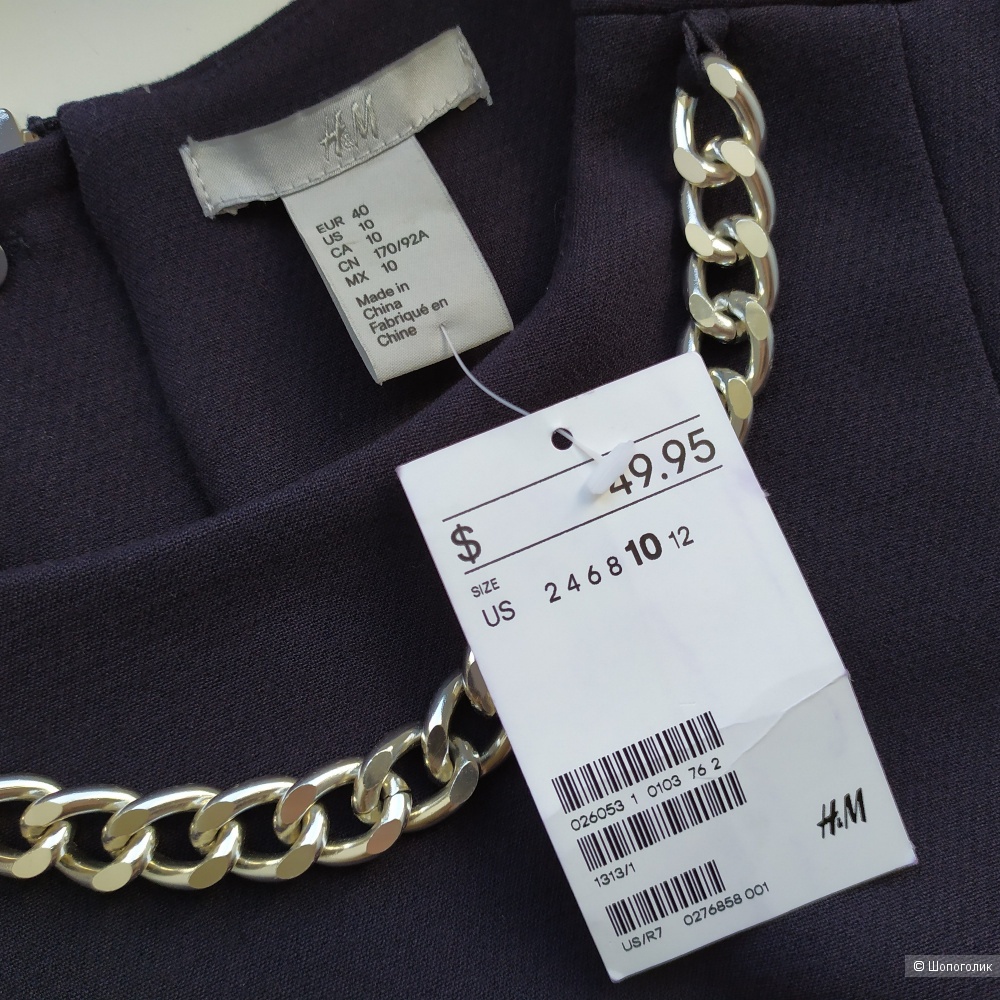 H&M
EUR 40
US 10
CA 10
CN 170/92A
MX 10
Made in
China
Fabriqué en
Chine
$ 49.95
SIZE
US 2 4 6 8 10 12
026053 1 0103 76 2
1313/1
H&M
US/R7 0276858 001
© Шопоголик